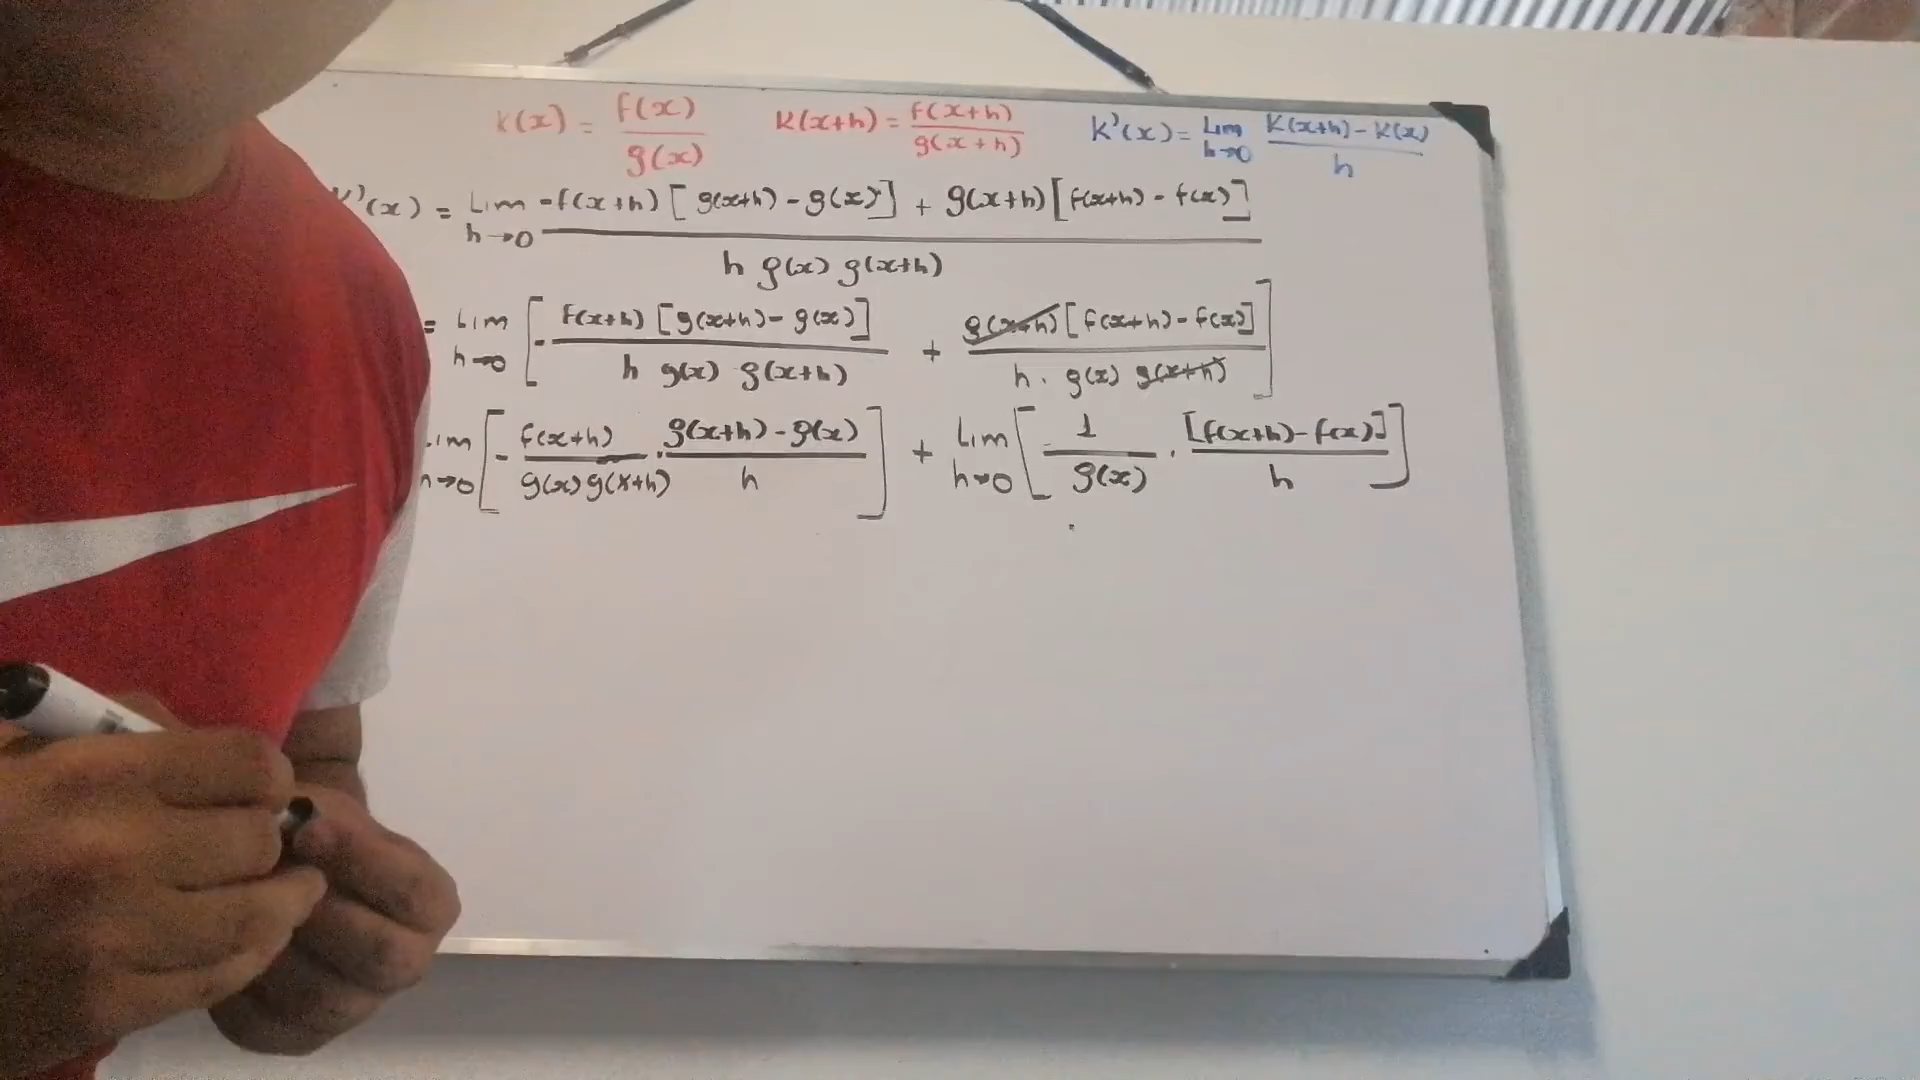 K(x) = f(x)/g(x)   K(x+h) = f(x+h)/g(x+h)   K'(x) = Lim h→0 K(x+h) - K(x)/h
K'(x) = Lim h→0 -f(x+h) [g(x+h) - g(x)] + g(x+h) [f(x+h) - f(x)] / h g(x) g(x+h)
= Lim h→0 [- f(x+h) [g(x+h) - g(x)] / h g(x) g(x+h) + g(x+h) [f(x+h) - f(x)] / h . g(x) g(x+h)]
Lim h→0 [- f(x+h) / g(x) g(x+h) . g(x+h) - g(x) / h] + Lim h→0 [1 / g(x) . [f(x+h) - f(x)] / h]